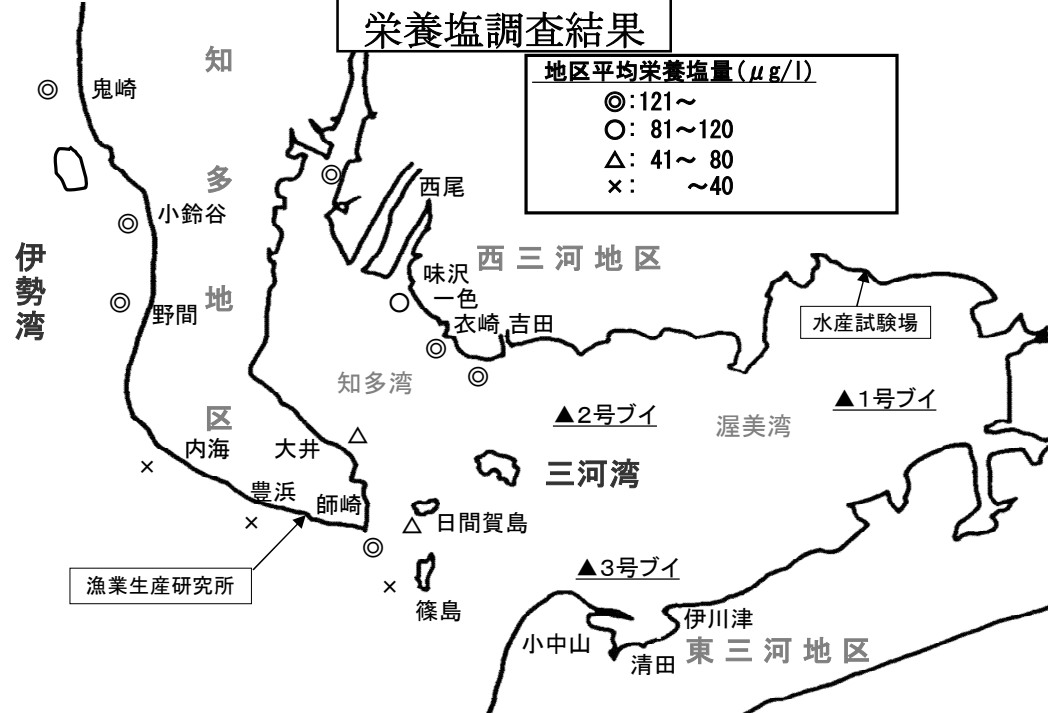 栄養塩調査結果
地区平均栄養塩量(μg/l)
◎:121～
○: 81～120
△: 41～ 80
×: ～40
知多地区
鬼崎
小鈴谷
野間
伊勢湾
西尾
西三河地区
味沢
一色
衣崎 吉田
水産試験場
知多湾
▲2号ブイ
▲1号ブイ
渥美湾
内海
大井
三河湾
豊浜
師崎
日間賀島
漁業生産研究所
篠島
▲3号ブイ
小中山
伊川津
清田
東三河地区